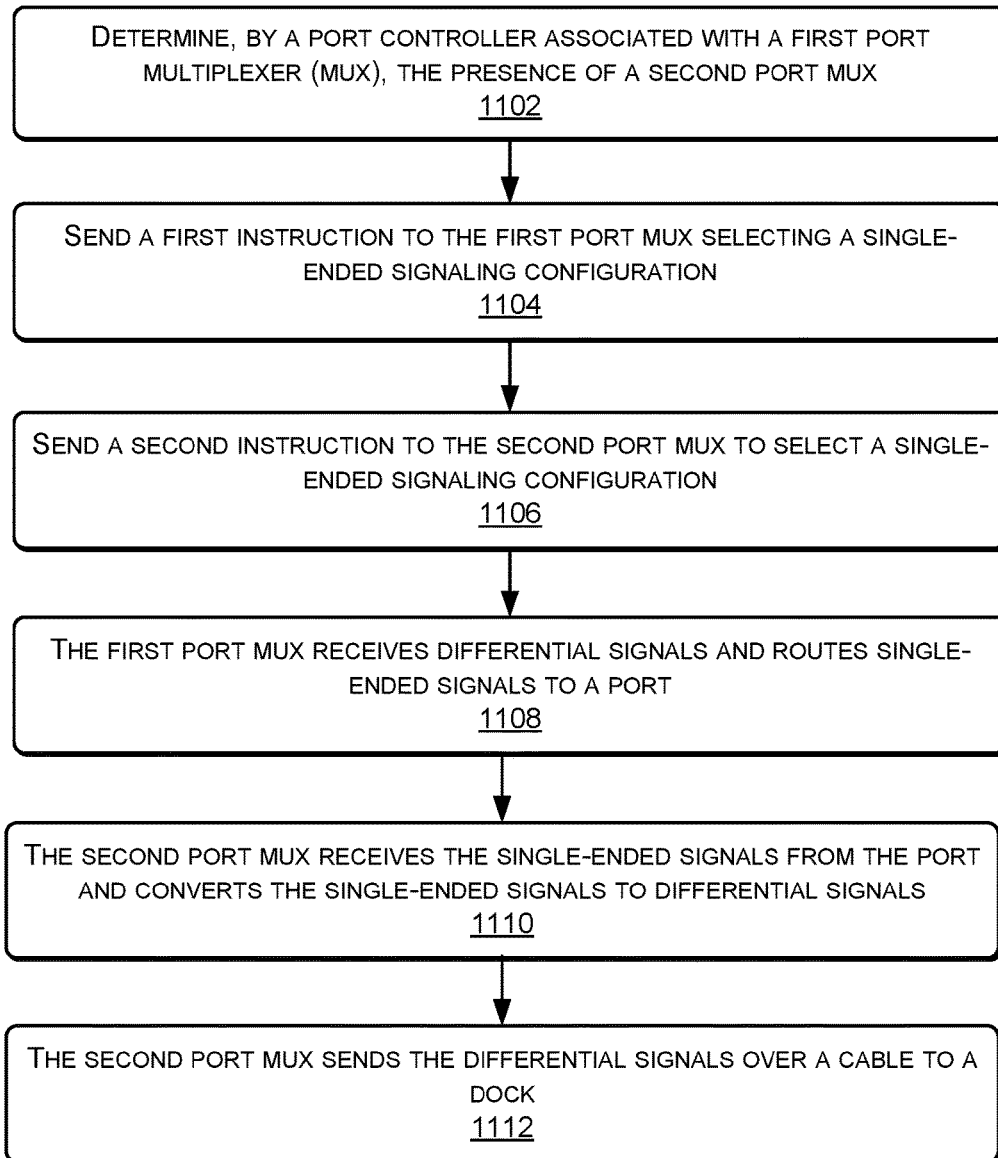 DETERMINE, BY A PORT CONTROLLER ASSOCIATED WITH A FIRST PORT
MULTIPLEXER (MUX), THE PRESENCE OF A SECOND PORT MUX
1102
SEND A FIRST INSTRUCTION TO THE FIRST PORT MUX SELECTING A SINGLE-
ENDED SIGNALING CONFIGURATION
1104
SEND A SECOND INSTRUCTION TO THE SECOND PORT MUX TO SELECT A SINGLE-
ENDED SIGNALING CONFIGURATION
1106
THE FIRST PORT MUX RECEIVES DIFFERENTIAL SIGNALS AND ROUTES SINGLE-
ENDED SIGNALS TO A PORT
1108
THE SECOND PORT MUX RECEIVES THE SINGLE-ENDED SIGNALS FROM THE PORT
AND CONVERTS THE SINGLE-ENDED SIGNALS TO DIFFERENTIAL SIGNALS
1110
THE SECOND PORT MUX SENDS THE DIFFERENTIAL SIGNALS OVER A CABLE TO A
DOCK
1112